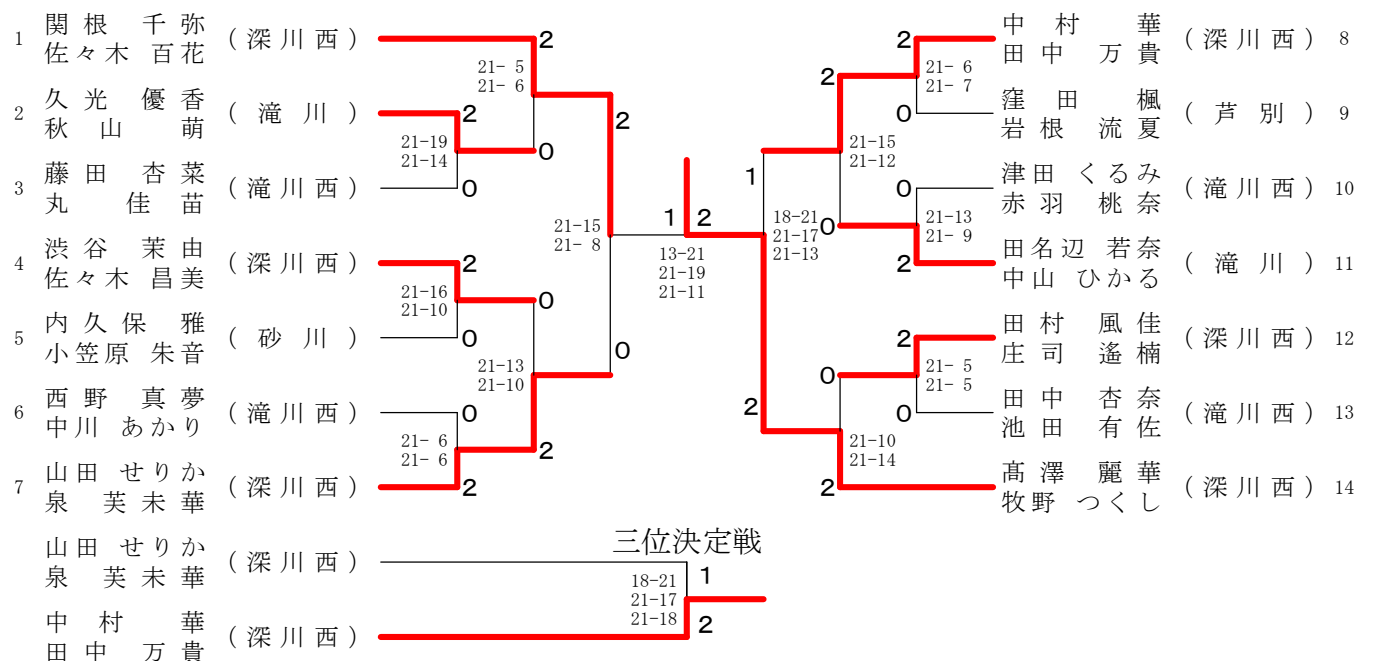 1 関根 千弥 (深川西)
佐々木 百花
2 久光 優香 (滝川)
秋山 萌
3 藤田 杏菜 (滝川西)
丸 佳苗
4 渋谷 茉由 (深川西)
佐々木 昌美
5 内久保 雅 (砂川)
小笠原 朱音
6 西野 真夢 (滝川西)
中川 あかり
7 山田 せりか (深川西)
泉 芙未華
2
21- 5
21- 6
2
0
21-19
21-14
0
2
21-15
21- 8
2
21-16
21-10
0
0
21-13
21-10
0
0
21- 6
21- 6
2
2
1 2
13-21
21-19
21-11
1
18-21
21-17
21-13
2
2
21-15
21-12
0
2
21- 6
21- 7
0
0
21-13
21- 9
2
0
2
21- 5
21- 5
0
21-10
21-14
2
中村 華 (深川西) 8
田中 万貴
窪田 楓 (芦別) 9
岩根 流夏
津田 くるみ (滝川西) 10
赤羽 桃奈
田名辺 若奈 (滝川) 11
中山 ひかる
田村 風佳 (深川西) 12
庄司 遙楠
田中 杏奈 (滝川西) 13
池田 有佐
髙澤 麗華 (深川西) 14
牧野 つくし
三位決定戦
山田 せりか (深川西)
泉 芙未華
18-21
21-17
21-18
1
2
中村 華 (深川西)
田中 万貴